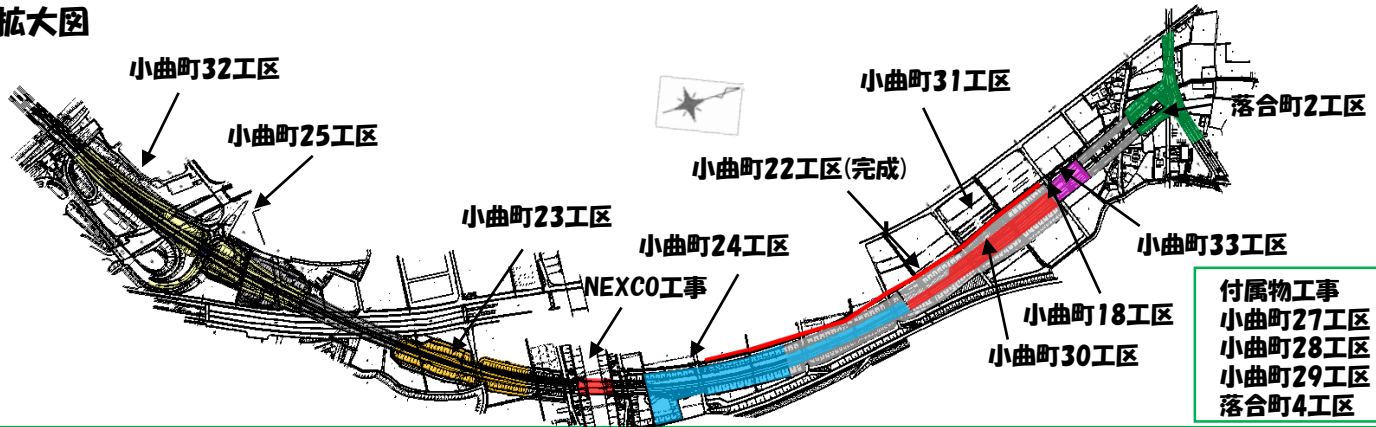 拡大図
小曲町32工区
小曲町25工区
小曲町23工区
小曲町24工区
NEXCO工事
小曲町22工区(完成)
小曲町31工区
落合町2工区
小曲町33工区
小曲町18工区
小曲町30工区
付属物工事
小曲町27工区
小曲町28工区
小曲町29工区
落合町4工区